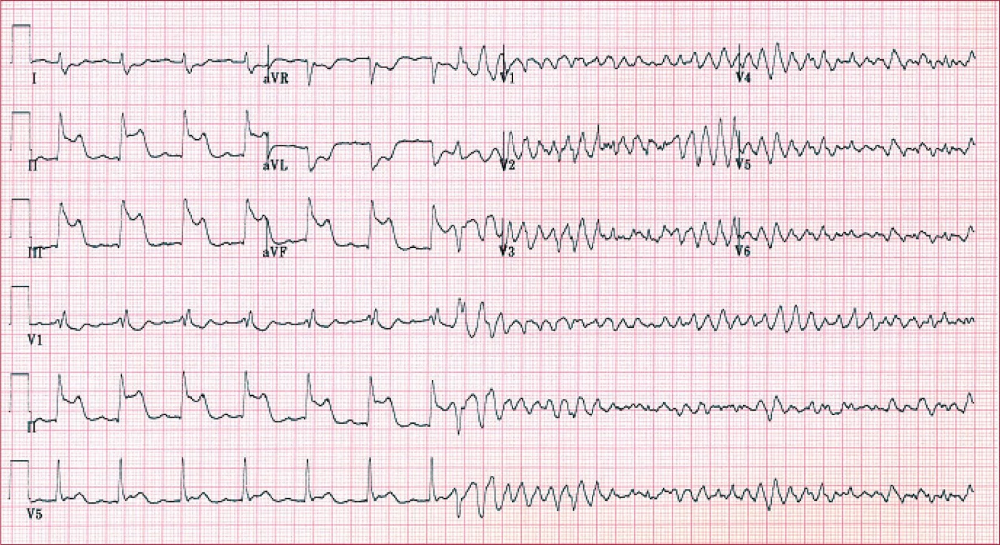 I aVR V1 V4
II aVL V2 V5
III aVF V3 V6
V1
II
V5